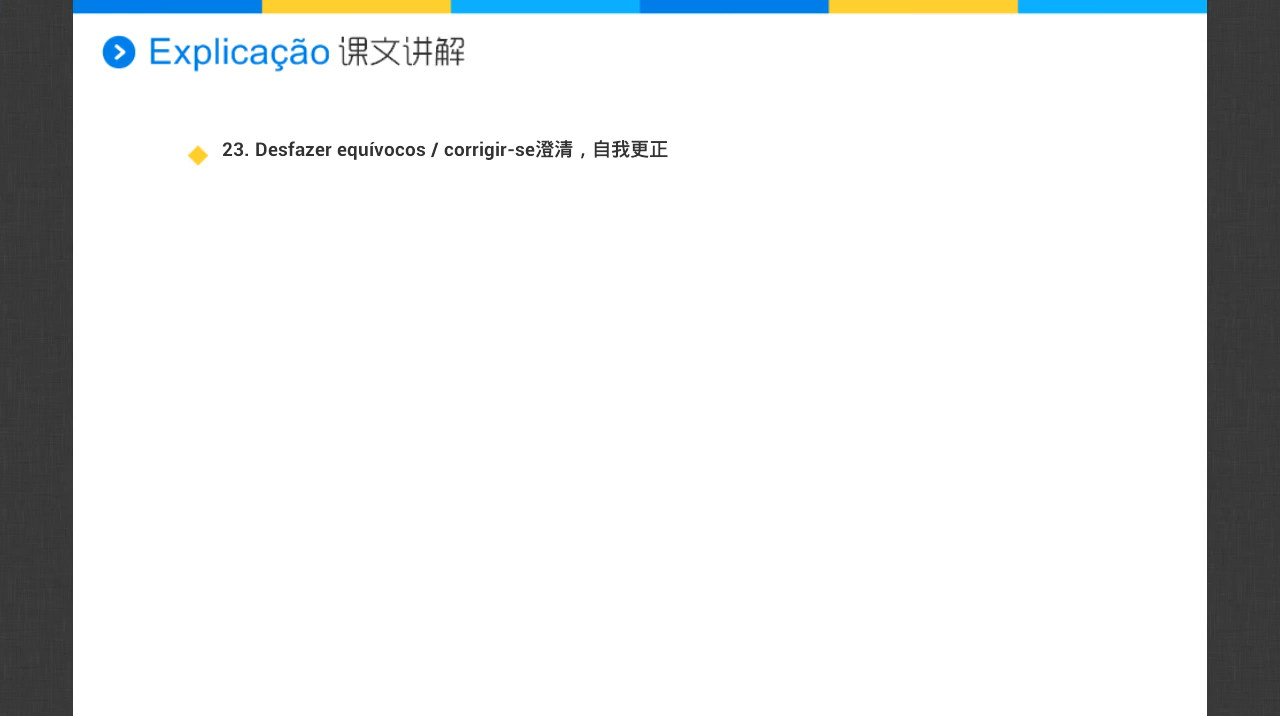 Explicação 课文讲解
23. Desfazer equívocos / corrigir-se澄清，自我更正